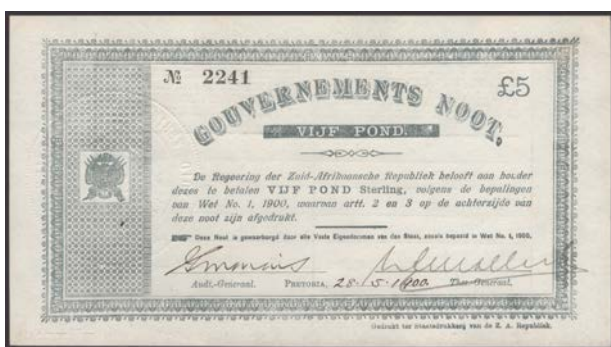 № 2241
£5
GOUVERNEMENTS NOOT.
VIJF POND.
De Regeering der Zuid-Afrikaansche Republiek belooft aan houder
dezes te betalen VIJF POND Sterling, volgens de bepalingen
van Wet No. 1, 1900, waarvan artt. 2 en 3 op de achterzijde van
deze noot zijn afgedrukt.
Deze Noot is gewaarborgd door alle Vaste Eigendommen van den Staat, zooals bepaald in Wet No. 1, 1900.
Audt.-Generaal. PRETORIA, 28-5-1900. Thes.-Generaal.
Gedrukt ter Staatsdrukkerij van de Z. A. Republiek.